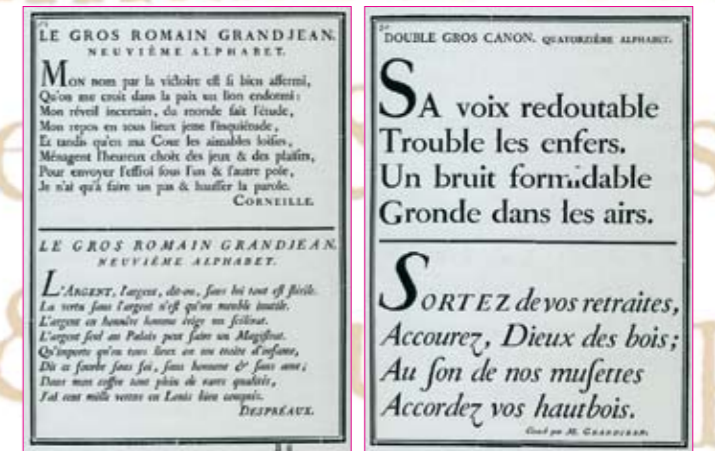 LE GROS ROMAIN GRANDJEAN.
NEUVIÈME ALPHABET.
MON nom par la victoire est si bien affermi,
Qu'on me croit dans la paix un lion endormi:
Mon réveil incertain, du monde fait l'étude,
Mon repos en tous lieux jette l'inquiétude,
Et tandis qu'en ma Cour les aimables loisirs,
Ménagent l'heureux choix des jeux & des plaisirs,
Pour envoyer l'effroi sous l'un & l'autre pole,
Je n'ai qu'à faire un pas & hausser la parole.
CORNEILLE.
LE GROS ROMAIN GRANDJEAN.
NEUVIÈME ALPHABET.
L'ARGENT, l'argent, dit-on, sans lui tout est stérile.
La vertu sans l'argent n'est qu'un meuble inutile.
L'argent en honnête homme érige un scélérat.
L'argent seul au Palais peut faire un Magistrat.
Qu'importe qu'en tous lieux on me traite d'infame,
Dit ce fourbe sans foi, sans honneur & sans ame;
Dans mon coffre tout plein de rares qualités,
J'ai cent mille vertus en Louis bien comptés.
DESPRÉAUX.
DOUBLE GROS CANON. QUATORZIÈME ALPHABET.
SA voix redoutable
Trouble les enfers.
Un bruit formidable
Gronde dans les airs.
SORTEZ de vos retraites,
Accourez, Dieux des bois;
Au son de nos musettes
Accordez vos hautbois.
Gravé par M. GRANDJEAN.